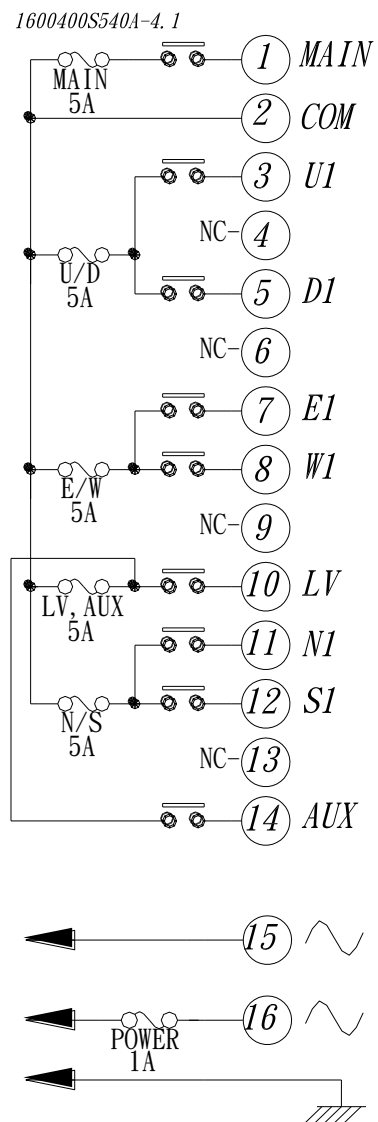 1600400S540A-4.1
1 MAIN
MAIN
5A
2 COM
3 U1
NC- 4
U/D
5A
5 D1
NC- 6
7 E1
8 W1
E/W
5A
NC- 9
10 LV
LV, AUX
5A
11 N1
12 S1
N/S
5A
NC- 13
14 AUX
15
16
POWER
1A